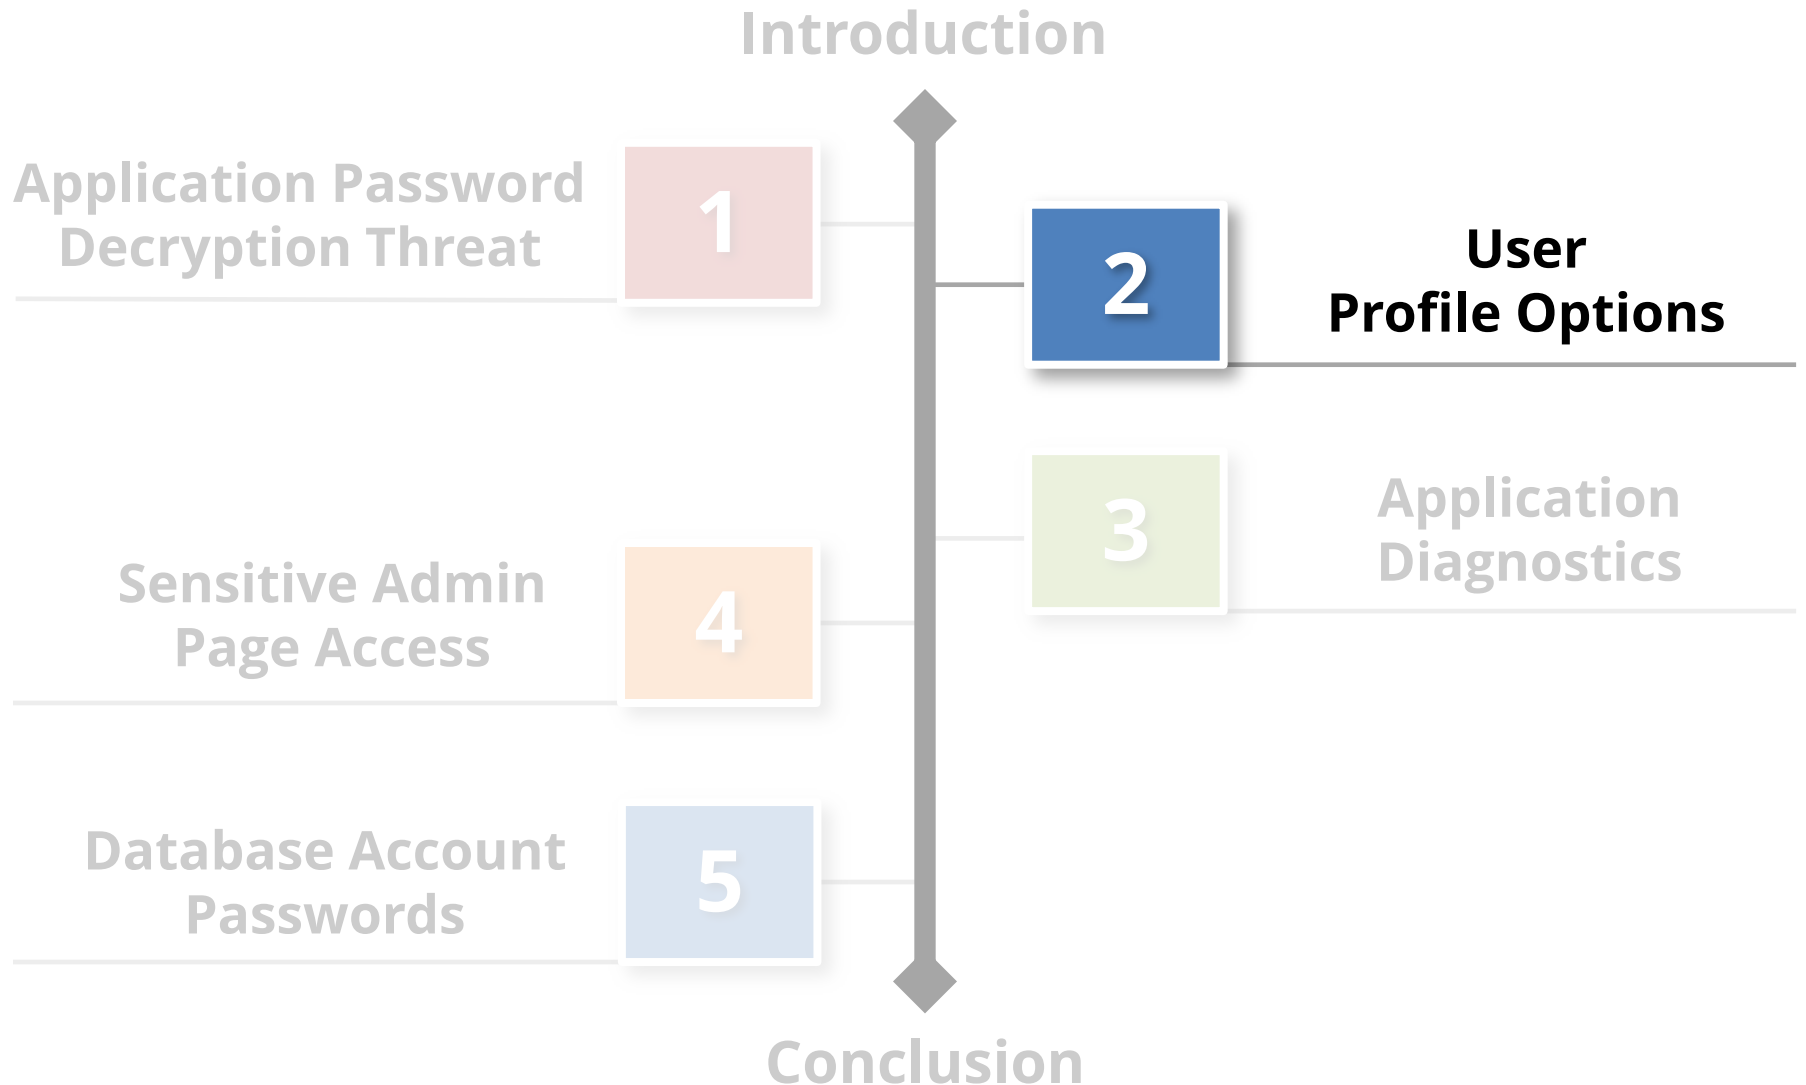 Introduction
Application Password
Decryption Threat
1
2
User
Profile Options
3
Application
Diagnostics
Sensitive Admin
Page Access
4
Database Account
Passwords
5
Conclusion